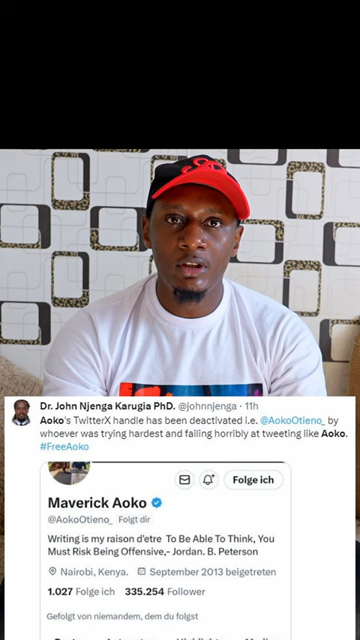 Dr. John Njenga Karugia PhD. @johnnjenga · 11h
Aoko's TwitterX handle has been deactivated i.e. @AokoOtieno_ by
whoever was trying hardest and failing horribly at tweeting like Aoko.
#FreeAoko
Folge ich
Maverick Aoko
@AokoOtieno_ Folgt dir
Writing is my raison d'etre To Be Able To Think, You
Must Risk Being Offensive,- Jordan. B. Peterson
Nairobi, Kenya. September 2013 beigetreten
1.027 Folge ich 335.254 Follower
Gefolgt von niemandem, dem du folgst